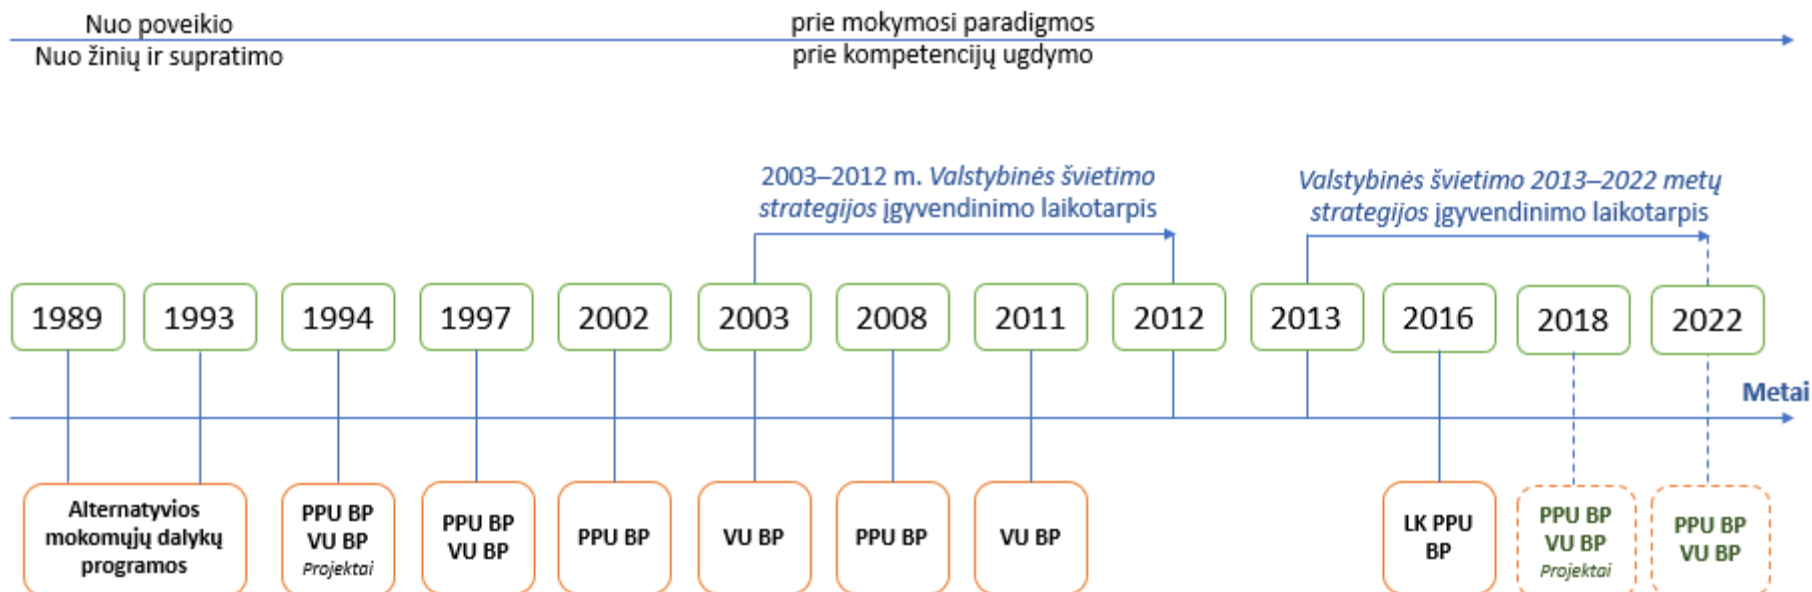 Nuo poveikio
prie mokymosi paradigmos
Nuo žinių ir supratimo
prie kompetencijų ugdymo
2003–2012 m. Valstybinės švietimo
strategijos įgyvendinimo laikotarpis
Valstybinės švietimo 2013–2022 metų
strategijos įgyvendinimo laikotarpis
1989
1993
1994
1997
2002
2003
2008
2011
2012
2013
2016
2018
2022
Metai
Alternatyvios
mokomųjų dalykų
programos
PPU BP
VU BP
Projektai
PPU BP
VU BP
PPU BP
VU BP
PPU BP
VU BP
LK PPU
BP
PPU BP
VU BP
Projektai
PPU BP
VU BP